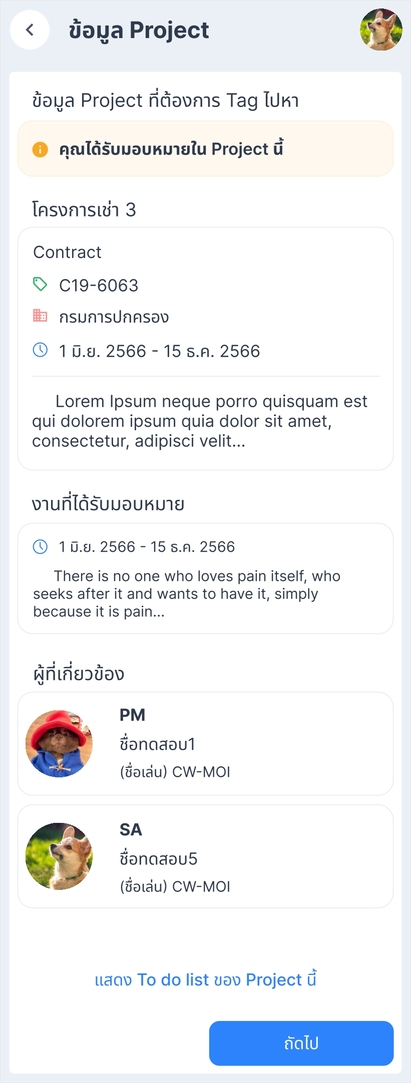 ข้อมูล Project
ข้อมูล Project ที่ต้องการ Tag ไปหา
คุณได้รับมอบหมายใน Project นี้
โครงการเช่า 3
Contract
C19-6063
กรมการปกครอง
1 มิ.ย. 2566 - 15 ธ.ค. 2566
Lorem Ipsum neque porro quisquam est
qui dolorem ipsum quia dolor sit amet,
consectetur, adipisci velit...
งานที่ได้รับมอบหมาย
1 มิ.ย. 2566 - 15 ธ.ค. 2566
There is no one who loves pain itself, who
seeks after it and wants to have it, simply
because it is pain...
ผู้ที่เกี่ยวข้อง
PM
ชื่อทดสอบ1
(ชื่อเล่น) CW-MOI
SA
ชื่อทดสอบ5
(ชื่อเล่น) CW-MOI
แสดง To do list ของ Project นี้
ถัดไป